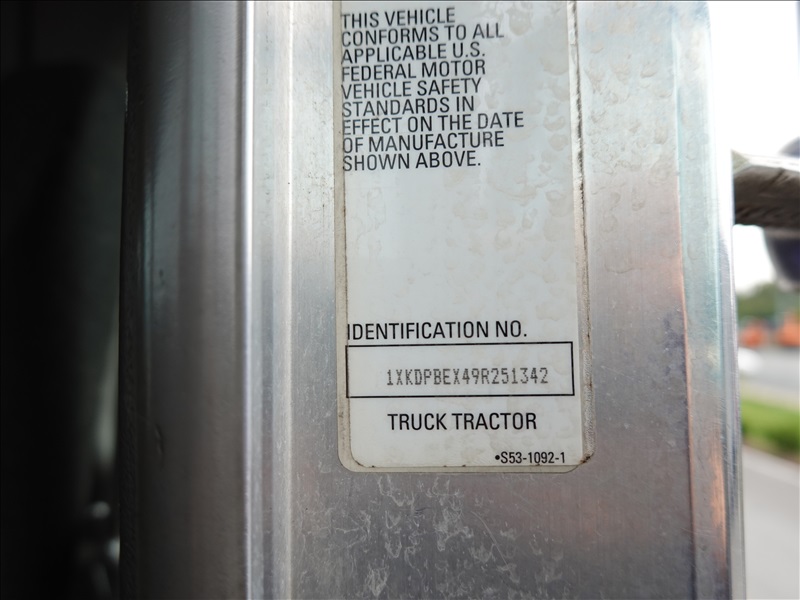 THIS VEHICLE
CONFORMS TO ALL
APPLICABLE U.S.
FEDERAL MOTOR
VEHICLE SAFETY
STANDARDS IN
EFFECT ON THE DATE
OF MANUFACTURE
SHOWN ABOVE.
IDENTIFICATION NO.
1XKDPBEX49R251342
TRUCK TRACTOR
•S53-1092-1